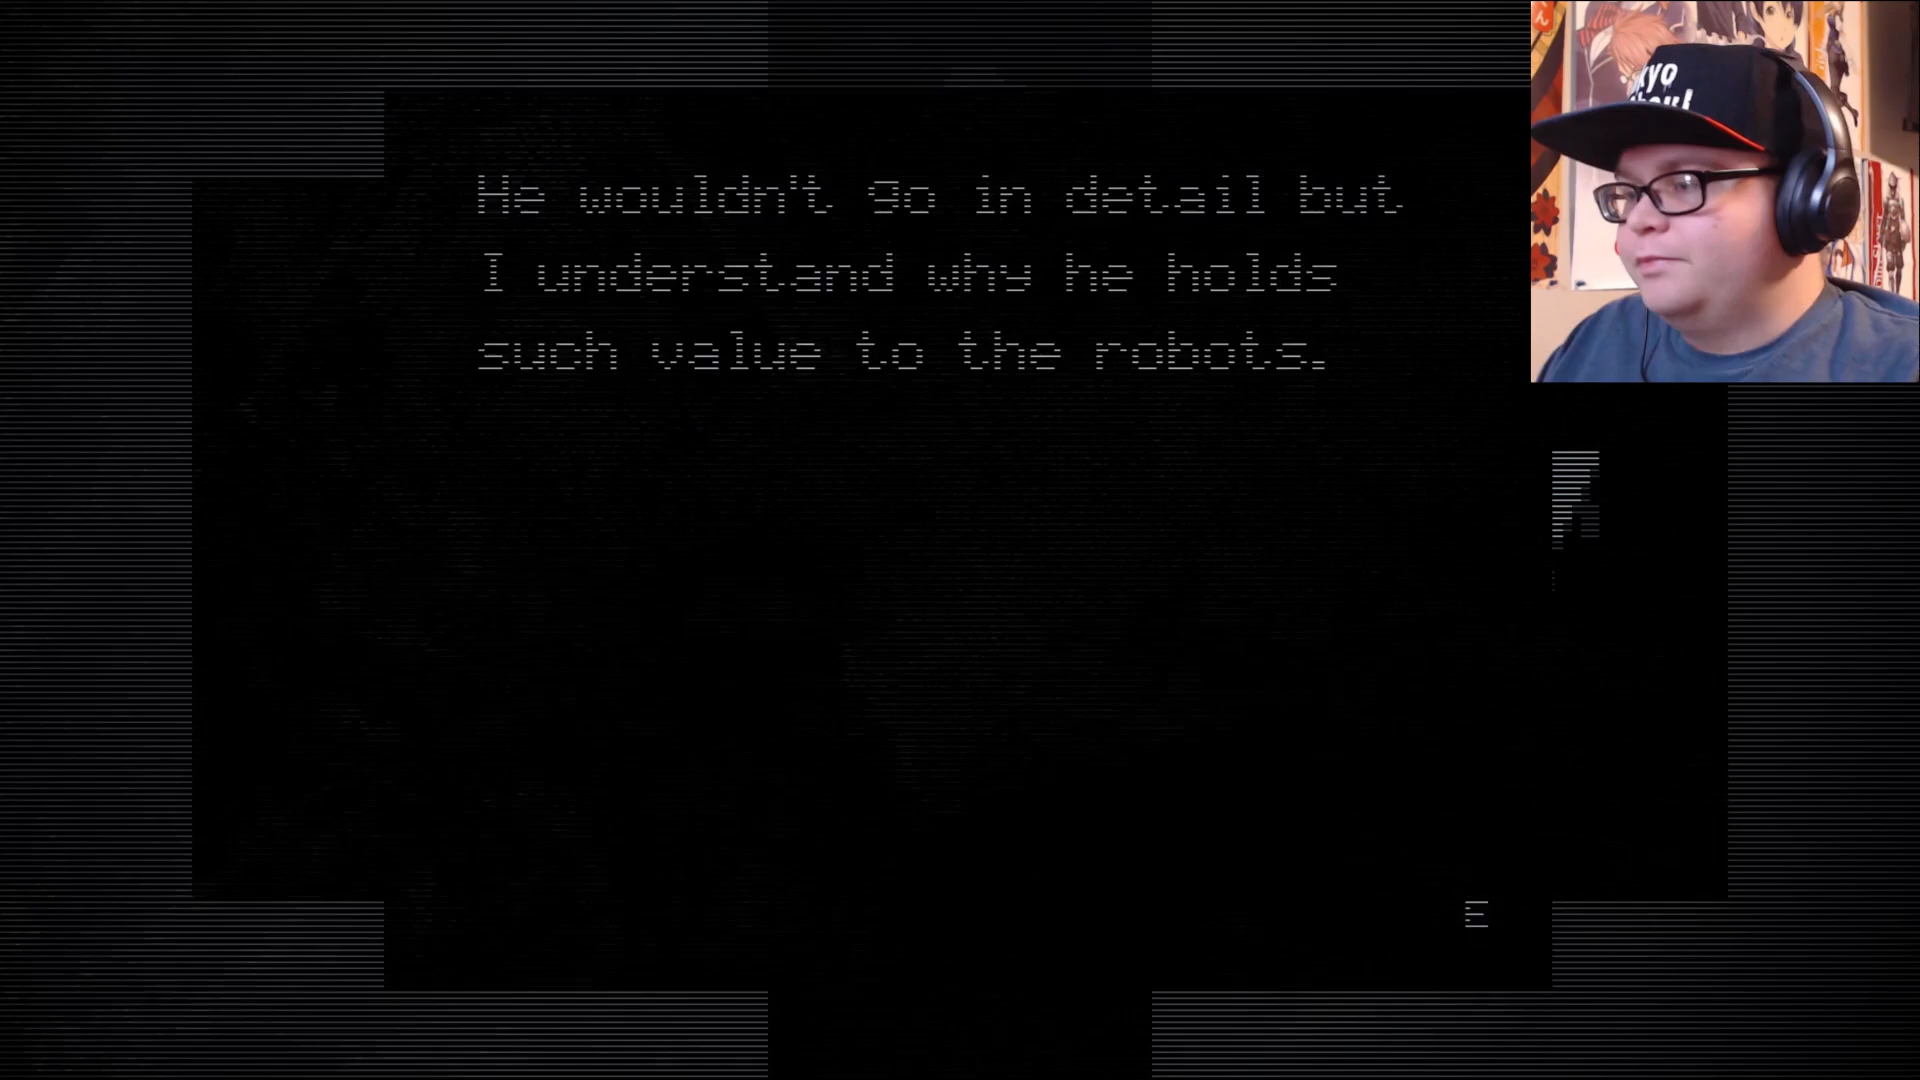 He wouldn't go in detail but
I understand why he holds
such value to the robots.
E